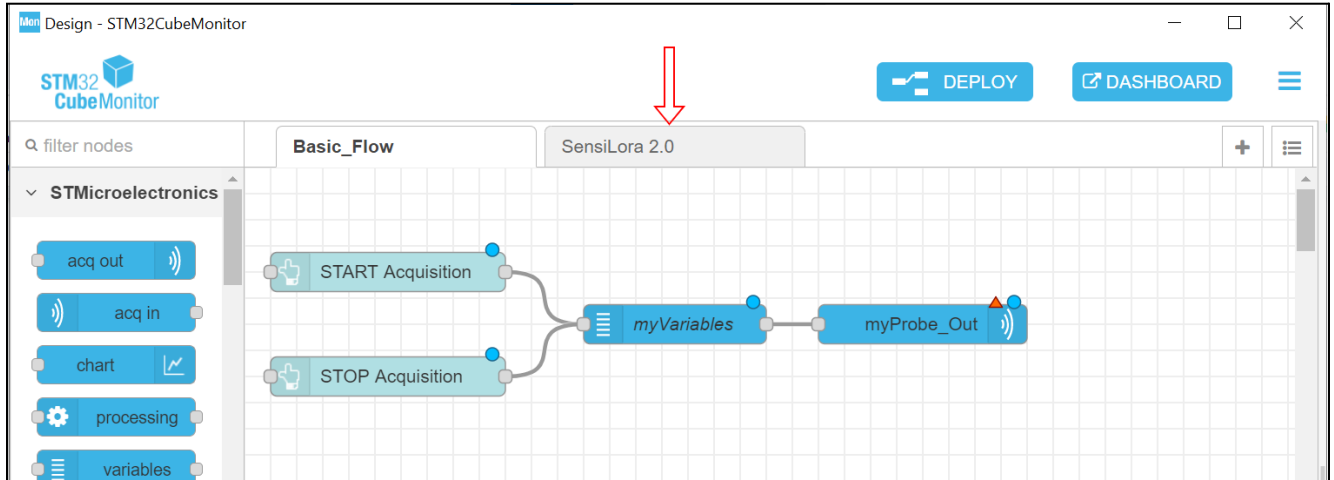 Mon Design - STM32CubeMonitor
STM32
CubeMonitor
DEPLOY
DASHBOARD
filter nodes
Basic_Flow
SensiLora 2.0
STMicroelectronics
acq out
acq in
chart
processing
variables
START Acquisition
STOP Acquisition
myVariables
myProbe_Out